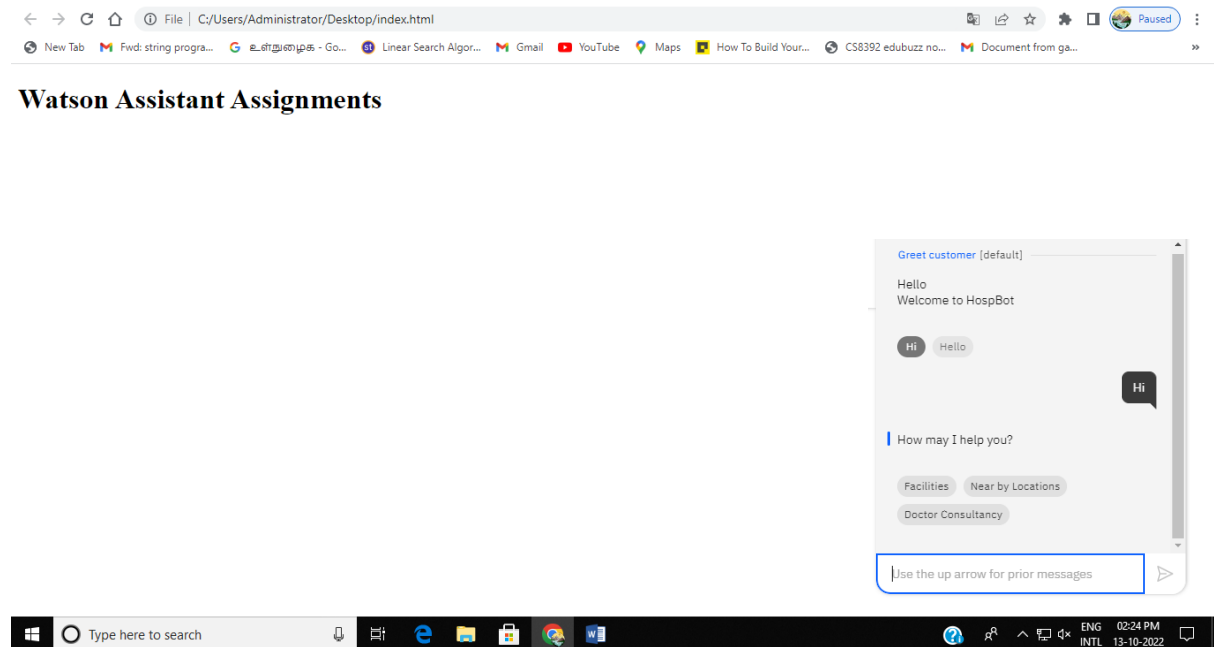 File | C:/Users/Administrator/Desktop/index.html Paused
New Tab Fwd: string progra... உள்நுழைக - Go... st Linear Search Algor... Gmail YouTube Maps How To Build Your... CS8392 edubuzz no... Document from ga... »
Watson Assistant Assignments
Greet customer [default]
Hello
Welcome to HospBot
Hi Hello
Hi
How may I help you?
Facilities Near by Locations
Doctor Consultancy
Use the up arrow for prior messages
Type here to search
ENG 02:24 PM
INTL 13-10-2022